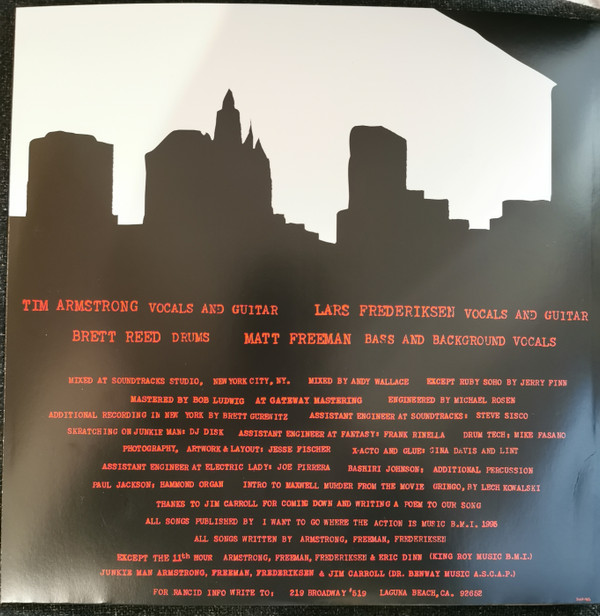 TIM ARMSTRONG VOCALS AND GUITAR LARS FREDERIKSEN VOCALS AND GUITAR
BRETT REED DRUMS MATT FREEMAN BASS AND BACKGROUND VOCALS
MIXED AT SOUNDTRACKS STUDIO, NEW YORK CITY, NY. MIXED BY ANDY WALLACE EXCEPT RUBY SOHO BY JERRY FINN
MASTERED BY BOB LUDWIG AT GATEWAY MASTERING ENGINEERED BY MICHAEL ROSEN
ADDITIONAL RECORDING IN NEW YORK BY BRETT GUREWITZ ASSISTANT ENGINEER AT SOUNDTRACKS: STEVE SISCO
SKRATCHING ON JUNKIE MAN: DJ DISK ASSISTANT ENGINEER AT FANTASY: FRANK RINELLA DRUM TECH: MIKE FASANO
PHOTOGRAPHY, ARTWORK & LAYOUT: JESSE FISCHER X-ACTO AND GLUE: GINA DAVIS AND LINT
ASSISTANT ENGINEER AT ELECTRIC LADY: JOE PIRRERA BASHIRI JOHNSON; ADDITIONAL PERCUSSION
PAUL JACKSON; HAMMOND ORGAN INTRO TO MAXWELL MURDER FROM THE MOVIE GRINGO, BY LECH KOWALSKI
THANKS TO JIM CARROLL FOR COMING DOWN AND WRITING A POEM TO OUR SONG
ALL SONGS PUBLISHED BY I WANT TO GO WHERE THE ACTION IS MUSIC B.M.I. 1995
ALL SONGS WRITTEN BY ARMSTRONG, FREEMAN, FREDERIKSEN
EXCEPT THE 11th HOUR ARMSTRONG, FREEMAN, FREDERIKSEN & ERIC DINN (KING ROY MUSIC B.M.I.)
JUNKIE MAN ARMSTRONG, FREEMAN, FREDERIKSEN & JIM CARROLL (DR. BENWAY MUSIC A.S.C.A.P.)
FOR RANCID INFO WRITE TO: 219 BROADWAY #519 LAGUNA BEACH, CA. 92652